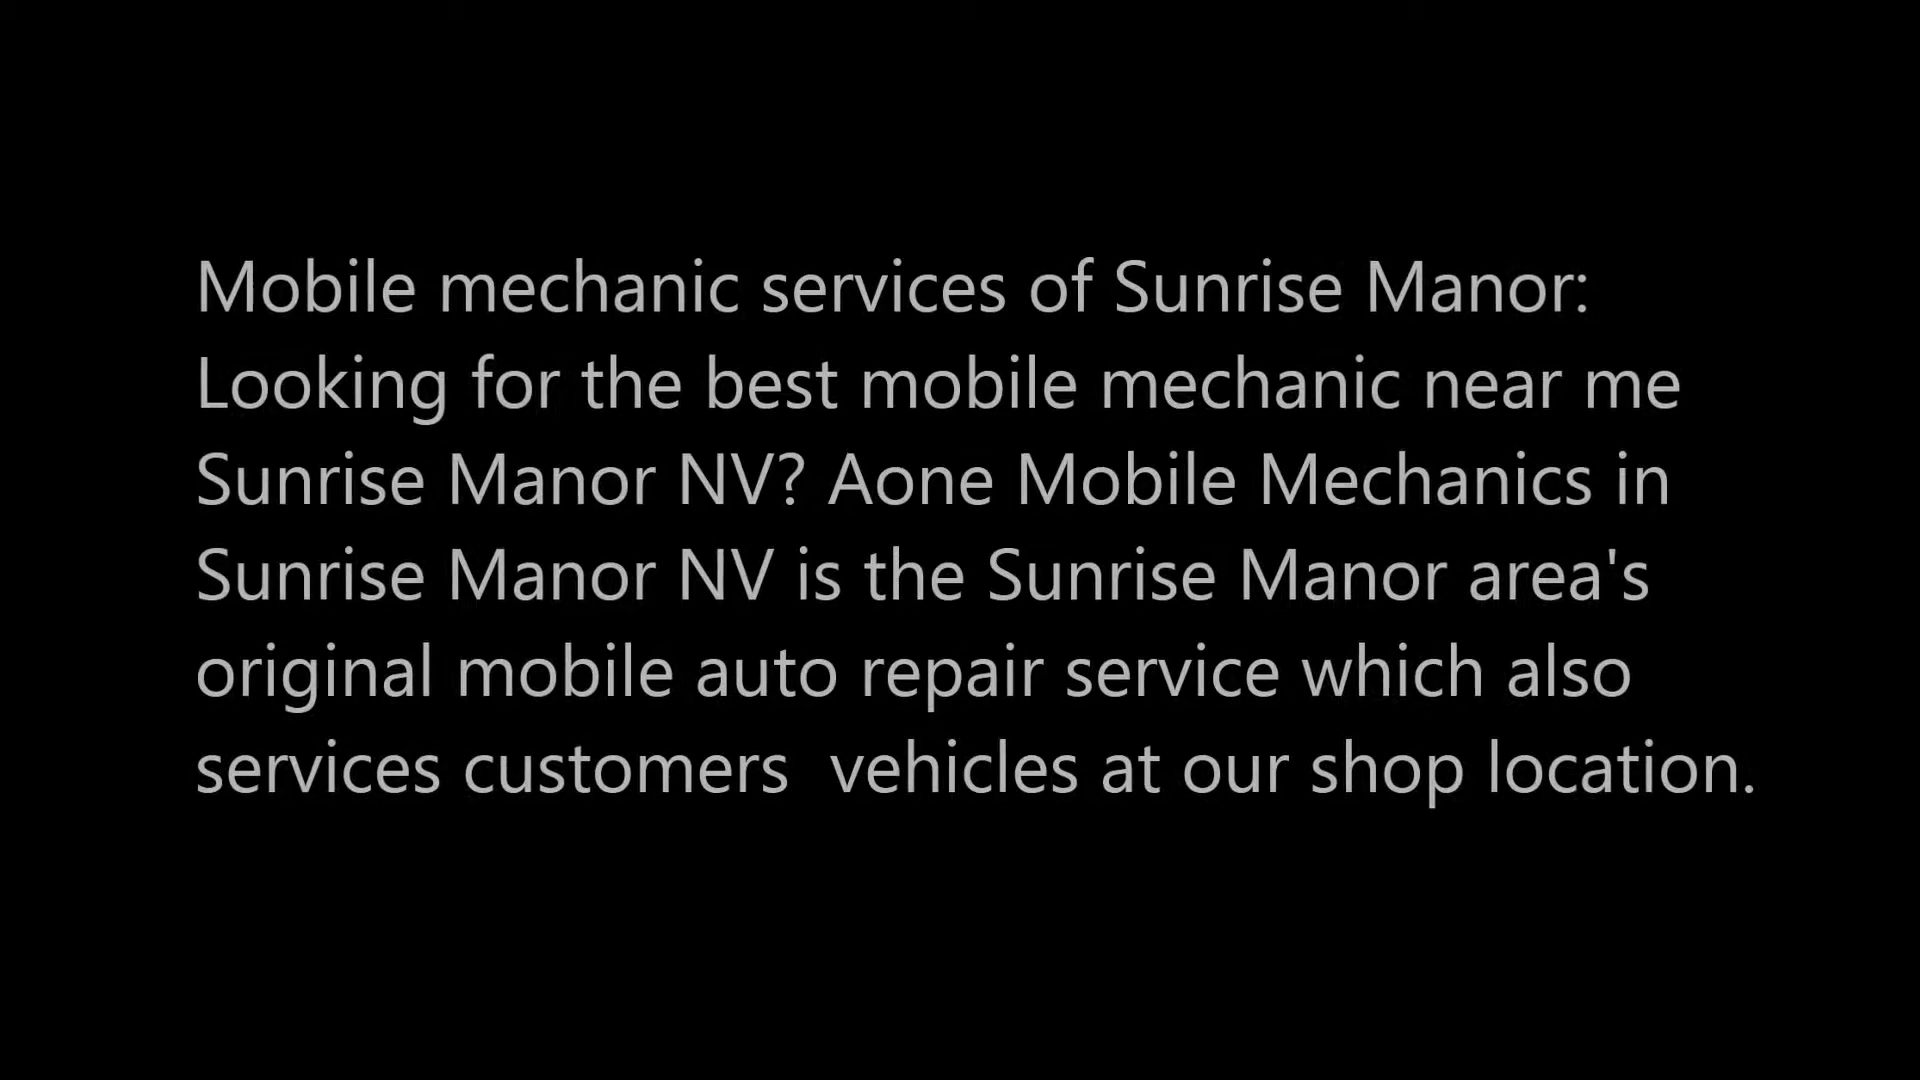 Mobile mechanic services of Sunrise Manor:
Looking for the best mobile mechanic near me
Sunrise Manor NV? Aone Mobile Mechanics in
Sunrise Manor NV is the Sunrise Manor area's
original mobile auto repair service which also
services customers  vehicles at our shop location.